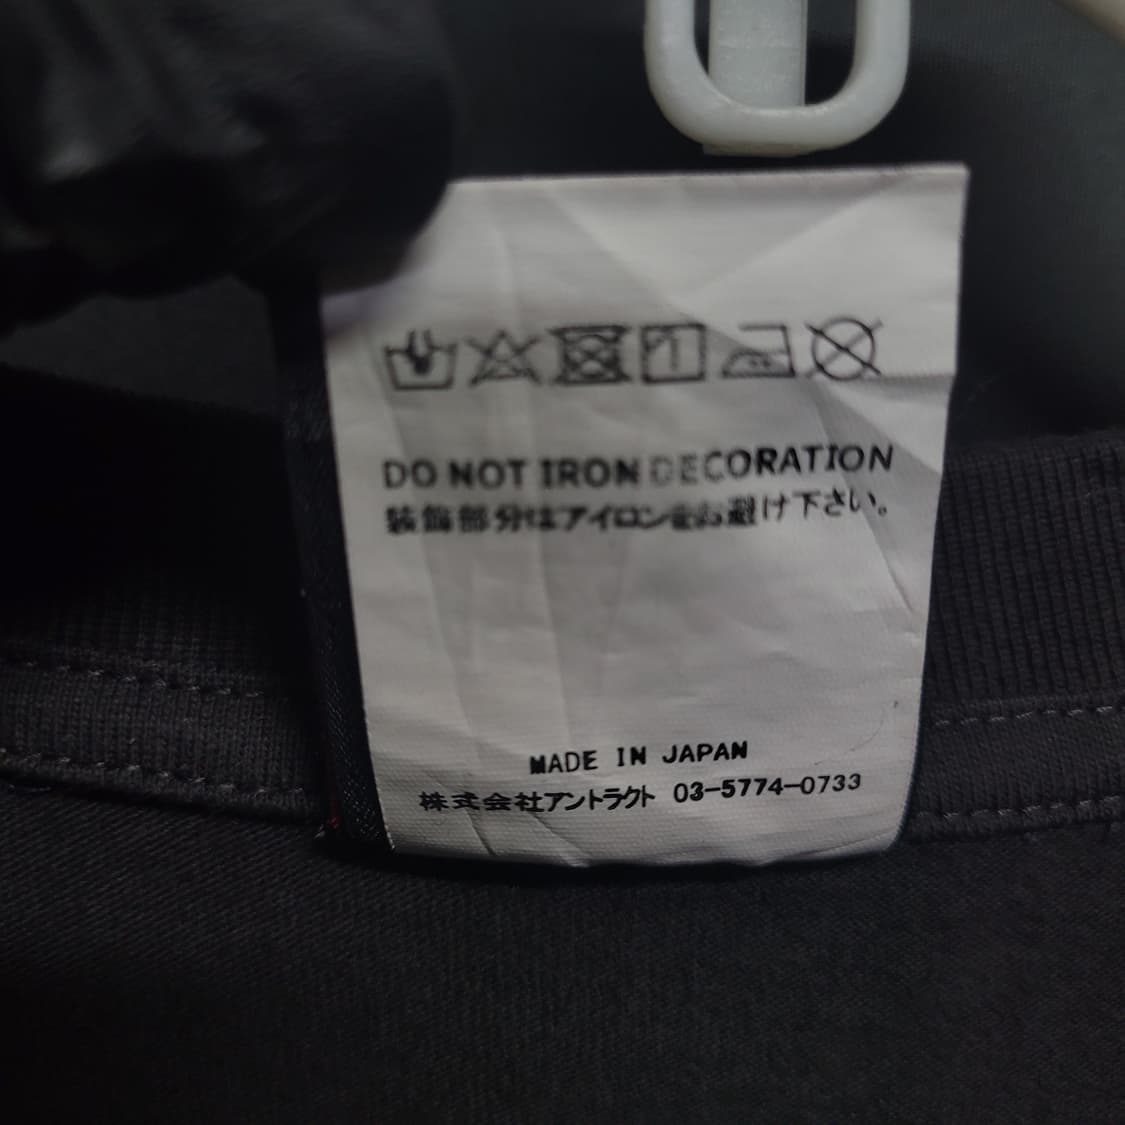 DO NOT IRON DECORATION
装飾部分はアイロンをお避け下さい。
MADE IN JAPAN
株式会社アントラクト 03-5774-0733